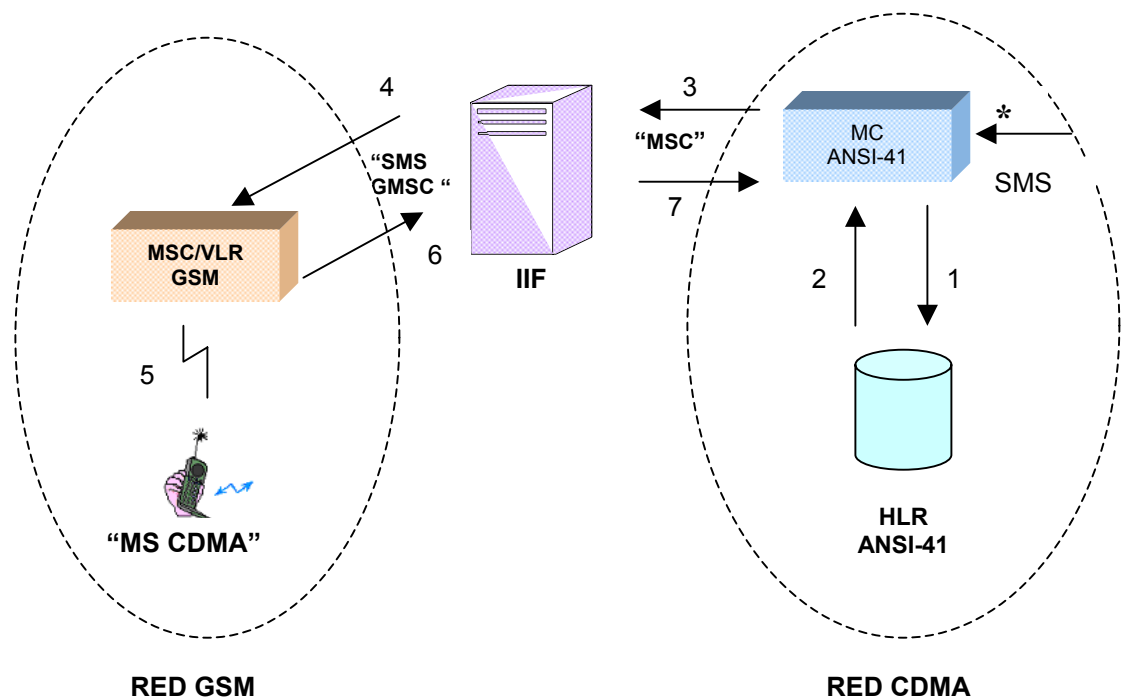 4
3
“MSC”
MC
ANSI-41
*
SMS
“SMS
GMSC “
7
6
IIF
MSC/VLR
GSM
2
1
5
“MS CDMA”
HLR
ANSI-41
RED GSM
RED CDMA